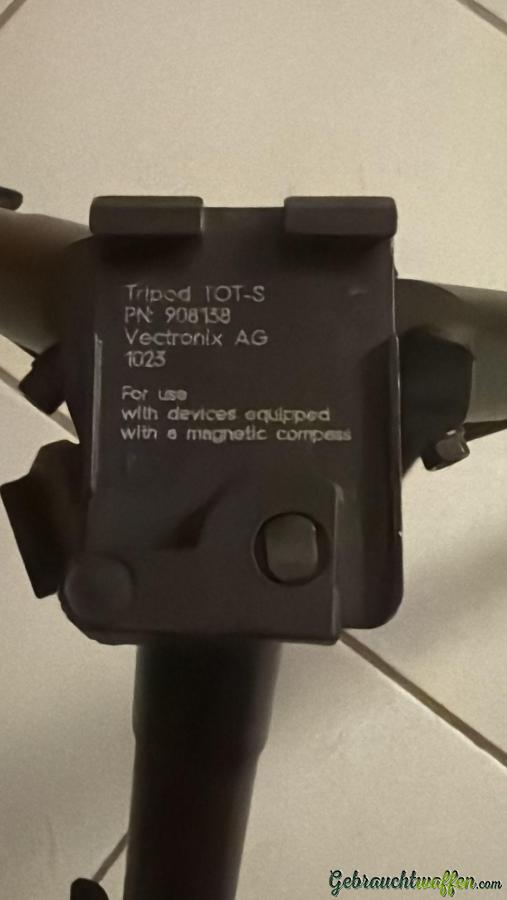 Tripod TOT-S
PN: 908138
Vectronix AG
1023
For use
with devices equipped
with a magnetic compass
Gebrauchtwaffen.com